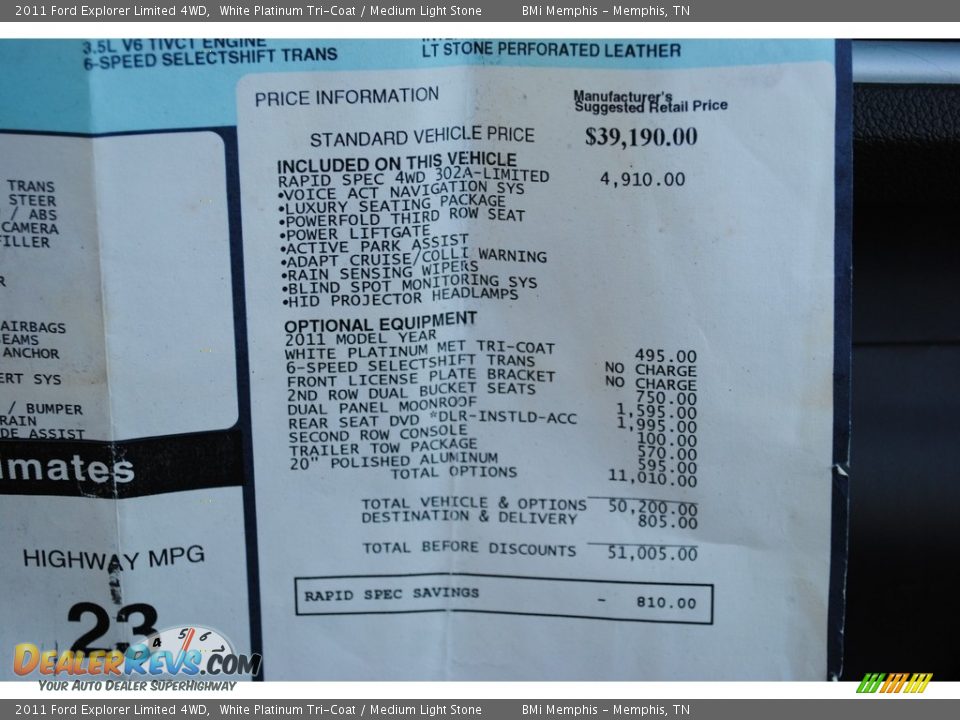 2011 Ford Explorer Limited 4WD, White Platinum Tri-Coat / Medium Light Stone BMi Memphis - Memphis, TN
3.5L V6 TIVCT ENGINE
6-SPEED SELECTSHIFT TRANS
LT STONE PERFORATED LEATHER
PRICE INFORMATION
Manufacturer's
Suggested Retail Price
STANDARD VEHICLE PRICE $39,190.00
INCLUDED ON THIS VEHICLE
RAPID SPEC 4WD 302A-LIMITED 4,910.00
•VOICE ACT NAVIGATION SYS
•LUXURY SEATING PACKAGE
•POWERFOLD THIRD ROW SEAT
•POWER LIFTGATE
•ACTIVE PARK ASSIST
•ADAPT CRUISE/COLLI WARNING
•RAIN SENSING WIPERS
•BLIND SPOT MONITORING SYS
•HID PROJECTOR HEADLAMPS
OPTIONAL EQUIPMENT
2011 MODEL YEAR
WHITE PLATINUM MET TRI-COAT 495.00
6-SPEED SELECTSHIFT TRANS NO CHARGE
FRONT LICENSE PLATE BRACKET NO CHARGE
2ND ROW DUAL BUCKET SEATS 750.00
DUAL PANEL MOONROOF 1,595.00
REAR SEAT DVD *DLR-INSTLD-ACC 1,995.00
SECOND ROW CONSOLE 100.00
TRAILER TOW PACKAGE 570.00
20" POLISHED ALUMINUM 595.00
TOTAL OPTIONS 11,010.00
TOTAL VEHICLE & OPTIONS 50,200.00
DESTINATION & DELIVERY 805.00
TOTAL BEFORE DISCOUNTS 51,005.00
RAPID SPEC SAVINGS - 810.00
TRANS
STEER
/ ABS
CAMERA
FILLER
R
AIRBAGS
EAMS
ANCHOR
ERT SYS
/ BUMPER
RAIN
DE ASSIST
imates
HIGHWAY MPG
23
4 5 6 7
DEALERREVS.COM
YOUR AUTO DEALER SUPERHIGHWAY
2011 Ford Explorer Limited 4WD, White Platinum Tri-Coat / Medium Light Stone BMi Memphis - Memphis, TN